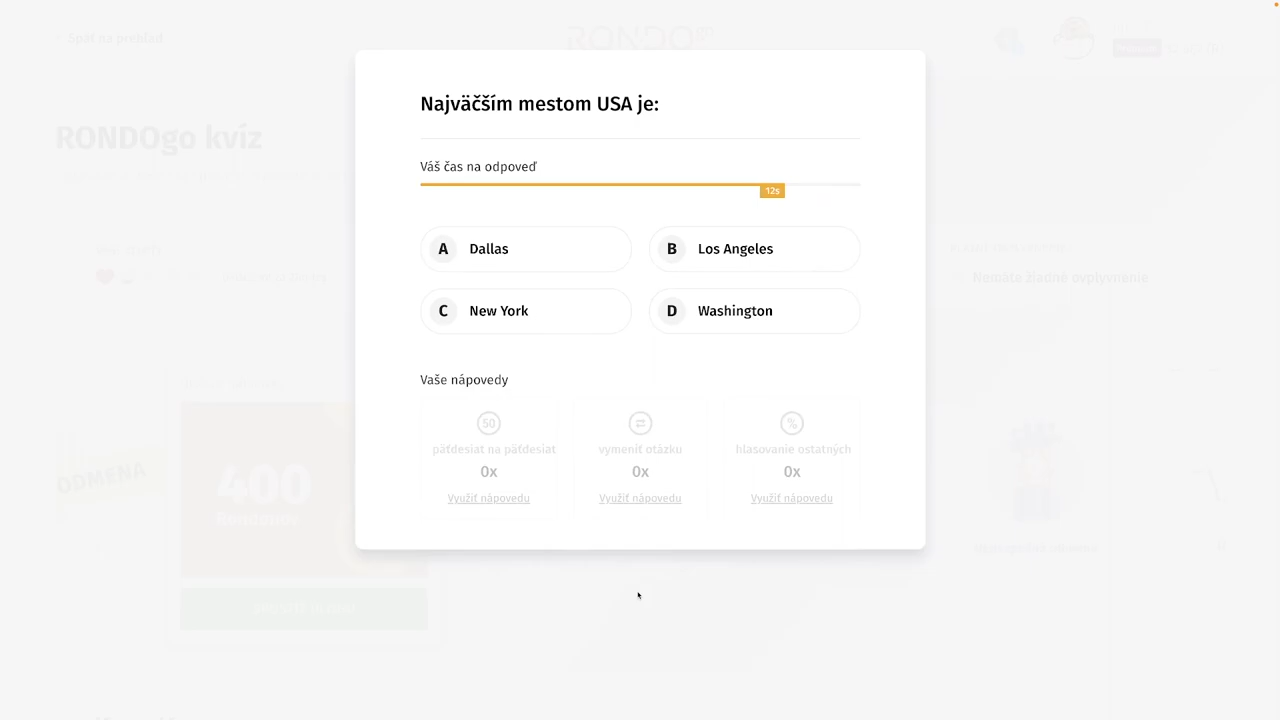 Späť na prehľad
RONDO
RONDOgo kvíz
Najväčším mestom USA je:
Váš čas na odpoveď
12s
A Dallas
B Los Angeles
C New York
D Washington
Nemáte žiadne ovplyvnenie
Vaše nápovedy
50
päťdesiat na päťdesiat
0x
Využiť nápovedu
vymeniť otázku
0x
Využiť nápovedu
%
hlasovanie ostatných
0x
Využiť nápovedu
ODMENA
400